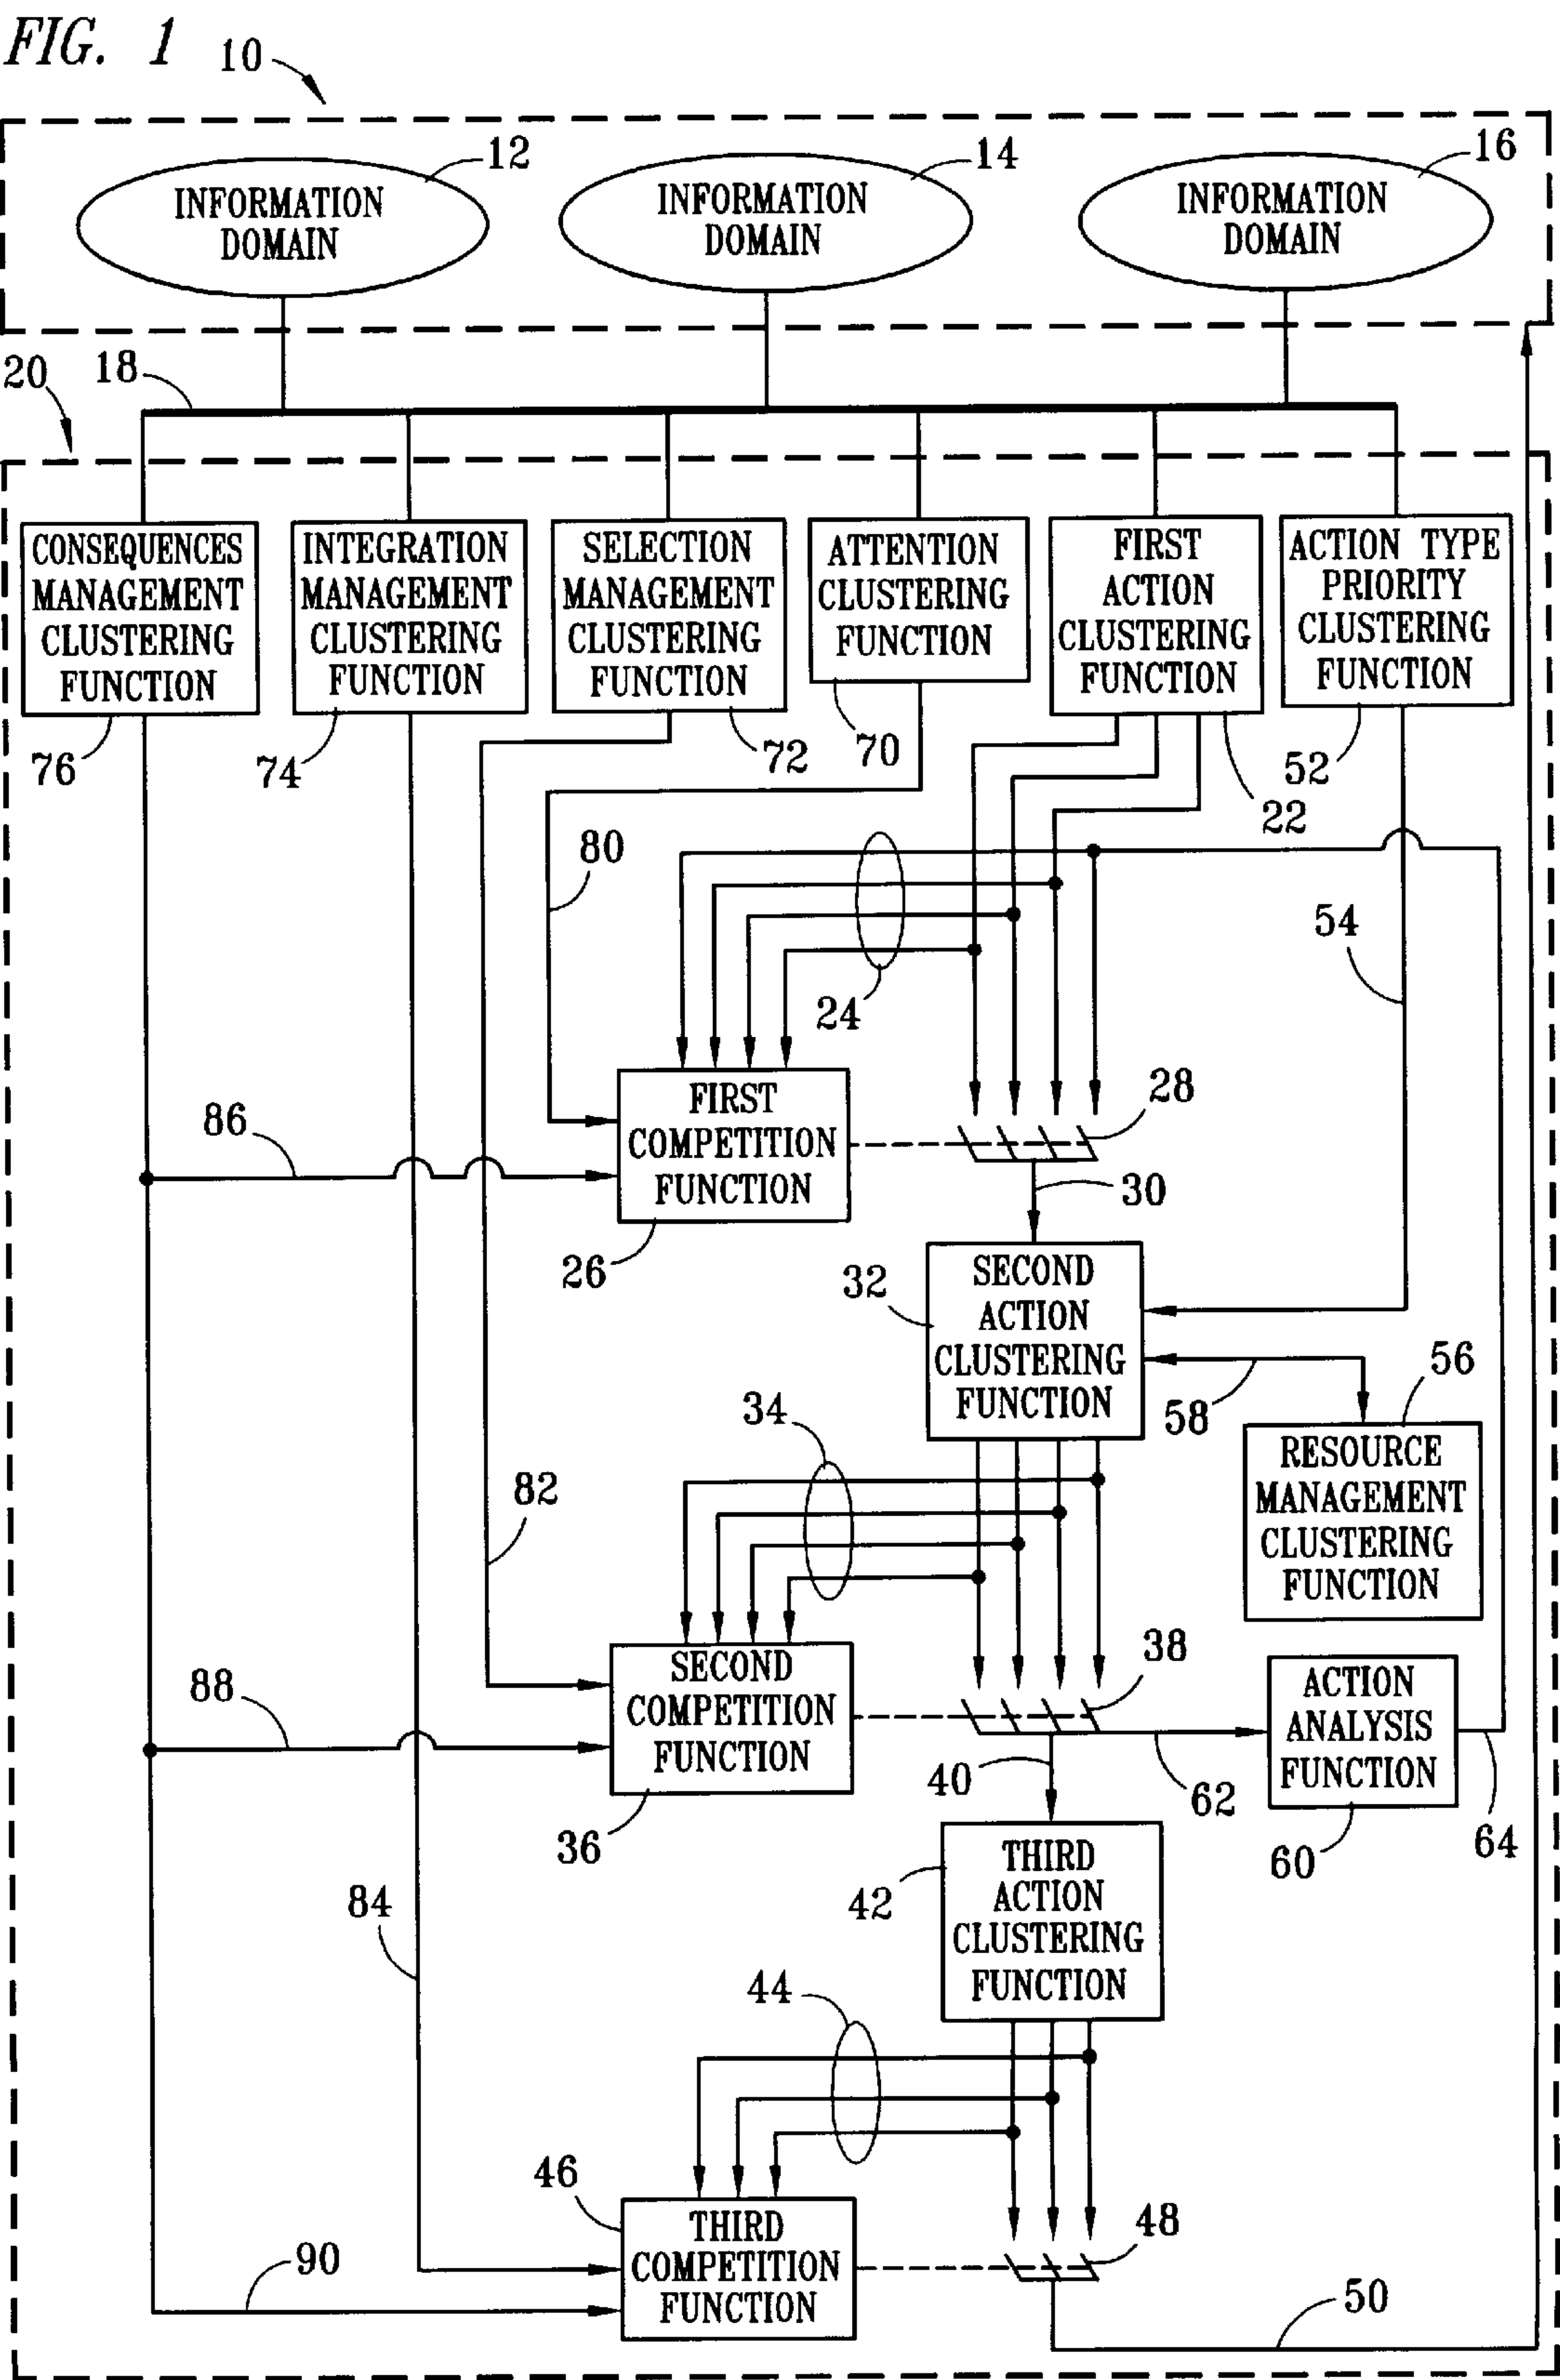 FIG. 1
10
12
14
16
INFORMATION
DOMAIN
INFORMATION
DOMAIN
INFORMATION
DOMAIN
20
18
CONSEQUENCES
MANAGEMENT
CLUSTERING
FUNCTION
INTEGRATION
MANAGEMENT
CLUSTERING
FUNCTION
SELECTION
MANAGEMENT
CLUSTERING
FUNCTION
ATTENTION
CLUSTERING
FUNCTION
FIRST
ACTION
CLUSTERING
FUNCTION
ACTION TYPE
PRIORITY
CLUSTERING
FUNCTION
76
74
72
70
22
52
80
24
54
FIRST
COMPETITION
FUNCTION
28
86
30
26
32
SECOND
ACTION
CLUSTERING
FUNCTION
58
56
RESOURCE
MANAGEMENT
CLUSTERING
FUNCTION
34
82
SECOND
COMPETITION
FUNCTION
38
88
ACTION
ANALYSIS
FUNCTION
40
62
36
60
64
42
THIRD
ACTION
CLUSTERING
FUNCTION
84
44
46
THIRD
COMPETITION
FUNCTION
48
90
50